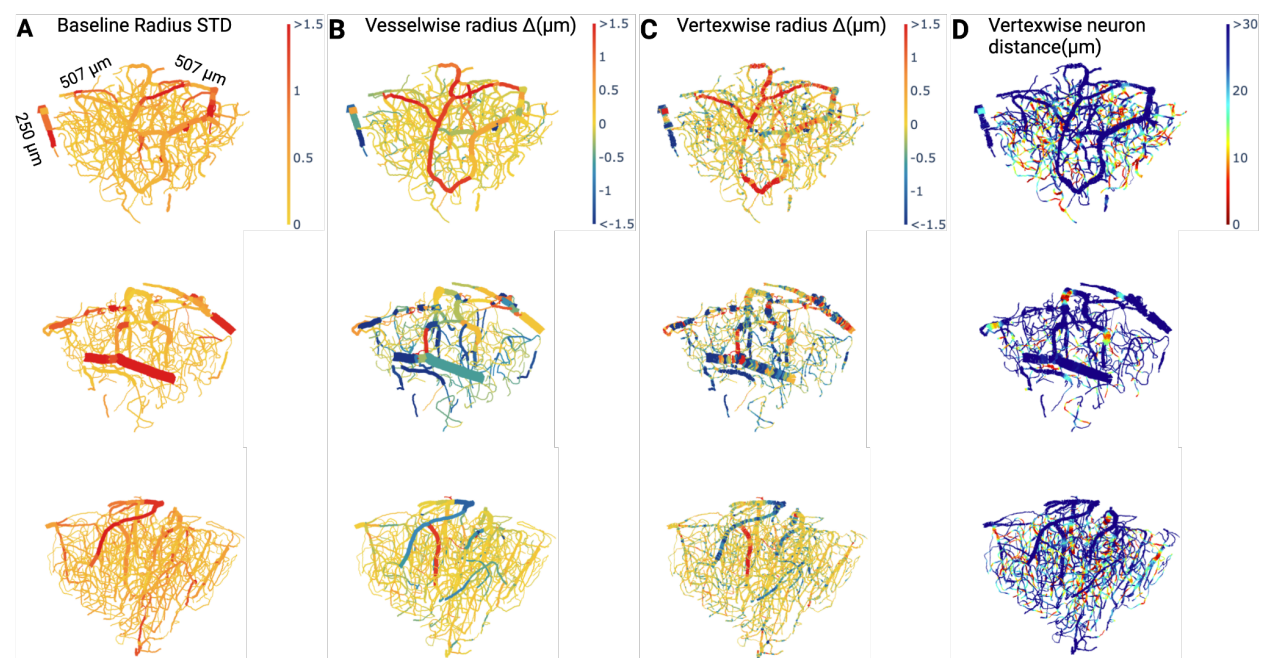 A Baseline Radius STD
>1.5
1
0.5
0
507 µm
507 µm
250 µm
B Vesselwise radius Δ(µm)
>1.5
1
0.5
0
-0.5
-1
<-1.5
C Vertexwise radius Δ(µm)
>1.5
1
0.5
0
-0.5
-1
<-1.5
D Vertexwise neuron
distance(µm)
>30
20
10
0